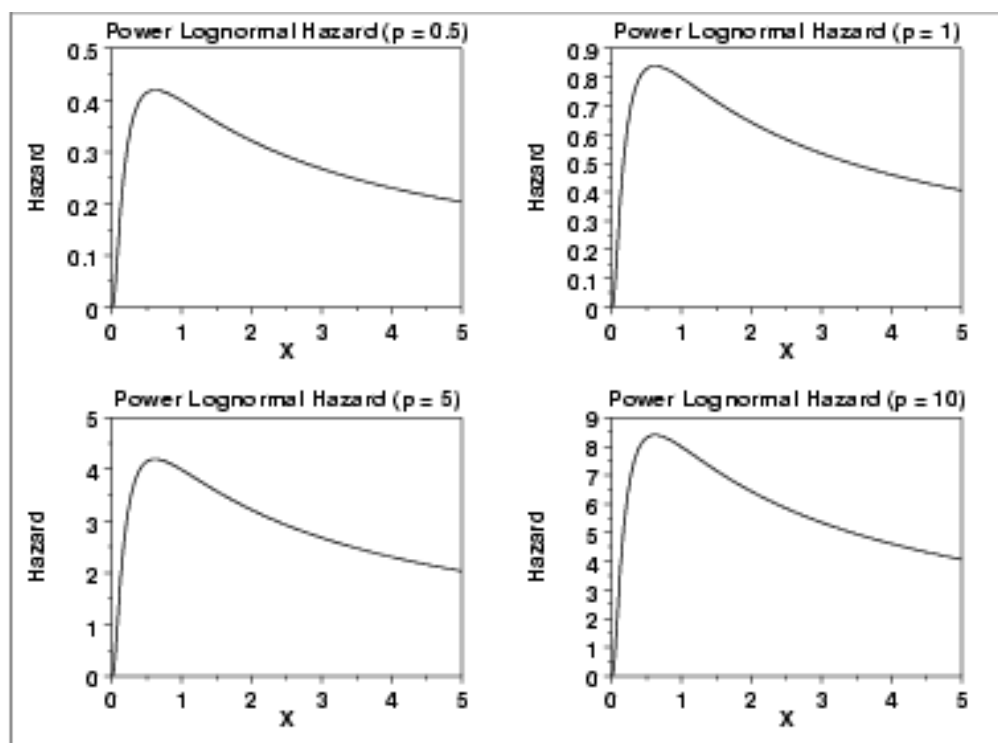 Power Lognormal Hazard (p = 0.5)
0.5
0.4
0.3
0.2
0.1
0
Hazard
0 1 2 3 4 5
X
Power Lognormal Hazard (p = 1)
0.9
0.8
0.7
0.6
0.5
0.4
0.3
0.2
0.1
0
Hazard
0 1 2 3 4 5
X
Power Lognormal Hazard (p = 5)
5
4
3
2
1
0
Hazard
0 1 2 3 4 5
X
Power Lognormal Hazard (p = 10)
9
8
7
6
5
4
3
2
1
0
Hazard
0 1 2 3 4 5
X